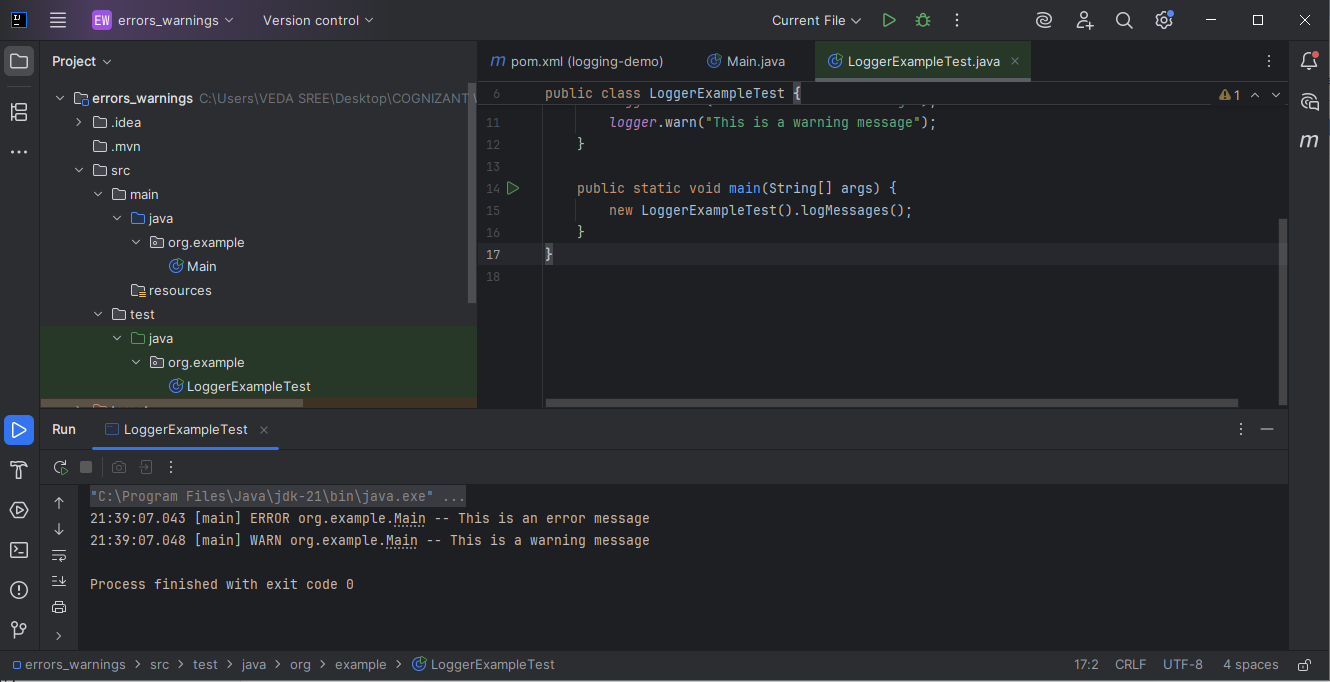 EW errors_warnings Version control Current File
Project
pom.xml (logging-demo) Main.java LoggerExampleTest.java
errors_warnings C:\Users\VEDA SREE\Desktop\COGNIZANT
.idea
.mvn
src
main
java
org.example
Main
resources
test
java
org.example
LoggerExampleTest
6 public class LoggerExampleTest {
1
11 logger.warn("This is a warning message");
12 }
13
14 public static void main(String[] args) {
15 new LoggerExampleTest().logMessages();
16 }
17 }
18
Run LoggerExampleTest
"C:\Program Files\Java\jdk-21\bin\java.exe" ...
21:39:07.043 [main] ERROR org.example.Main -- This is an error message
21:39:07.048 [main] WARN org.example.Main -- This is a warning message
Process finished with exit code 0
errors_warnings > src > test > java > org > example > LoggerExampleTest 17:2 CRLF UTF-8 4 spaces